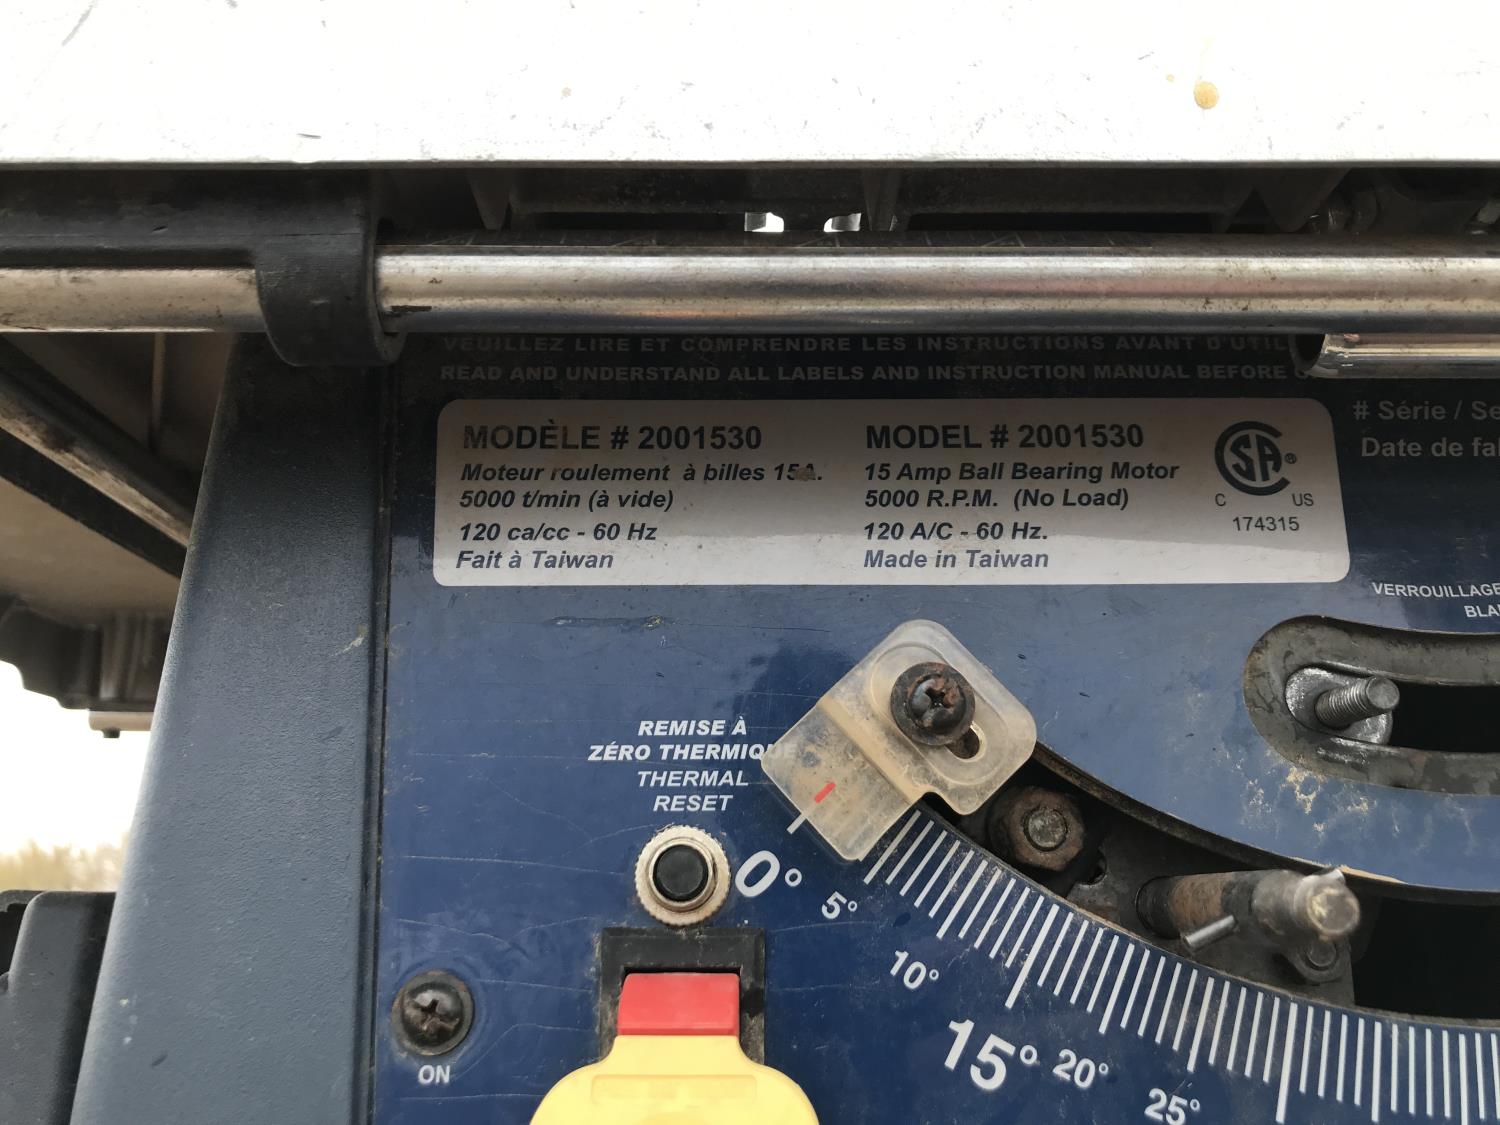 VEUILLEZ LIRE ET COMPRENDRE LES INSTRUCTIONS AVANT D'UTIL
READ AND UNDERSTAND ALL LABELS AND INSTRUCTION MANUAL BEFORE
MODÈLE # 2001530
Moteur roulement à billes 15A.
5000 t/min (à vide)
120 ca/cc - 60 Hz
Fait à Taiwan
MODEL # 2001530
15 Amp Ball Bearing Motor
5000 R.P.M. (No Load)
120 A/C - 60 Hz.
Made in Taiwan
CSA®
C US
174315
# Série / Se
Date de fa
VERROUILLAGE
BLA
REMISE À
ZÉRO THERMIQUE
THERMAL
RESET
0°
5°
10°
15°
20°
25°
ON